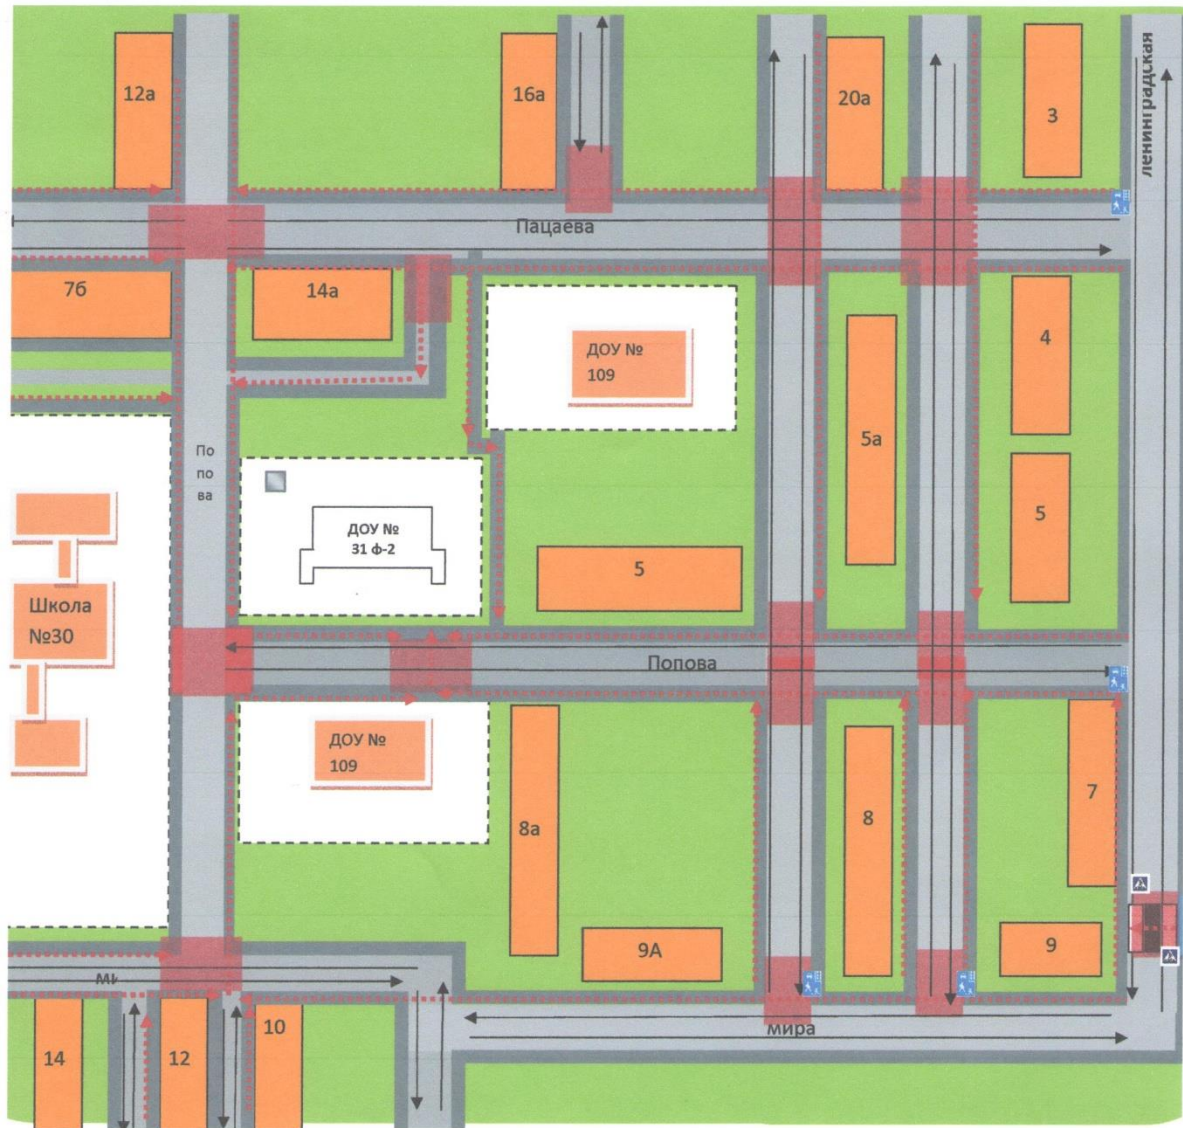 12а
16а
20а
3
ленинградская
Пацаева
7б
14а
ДОУ №
109
4
5а
По
по
ва
5
ДОУ №
31 ф-2
5
Школа
№30
Попова
ДОУ №
109
8а
8
7
9А
9
ми
мира
14
12
10